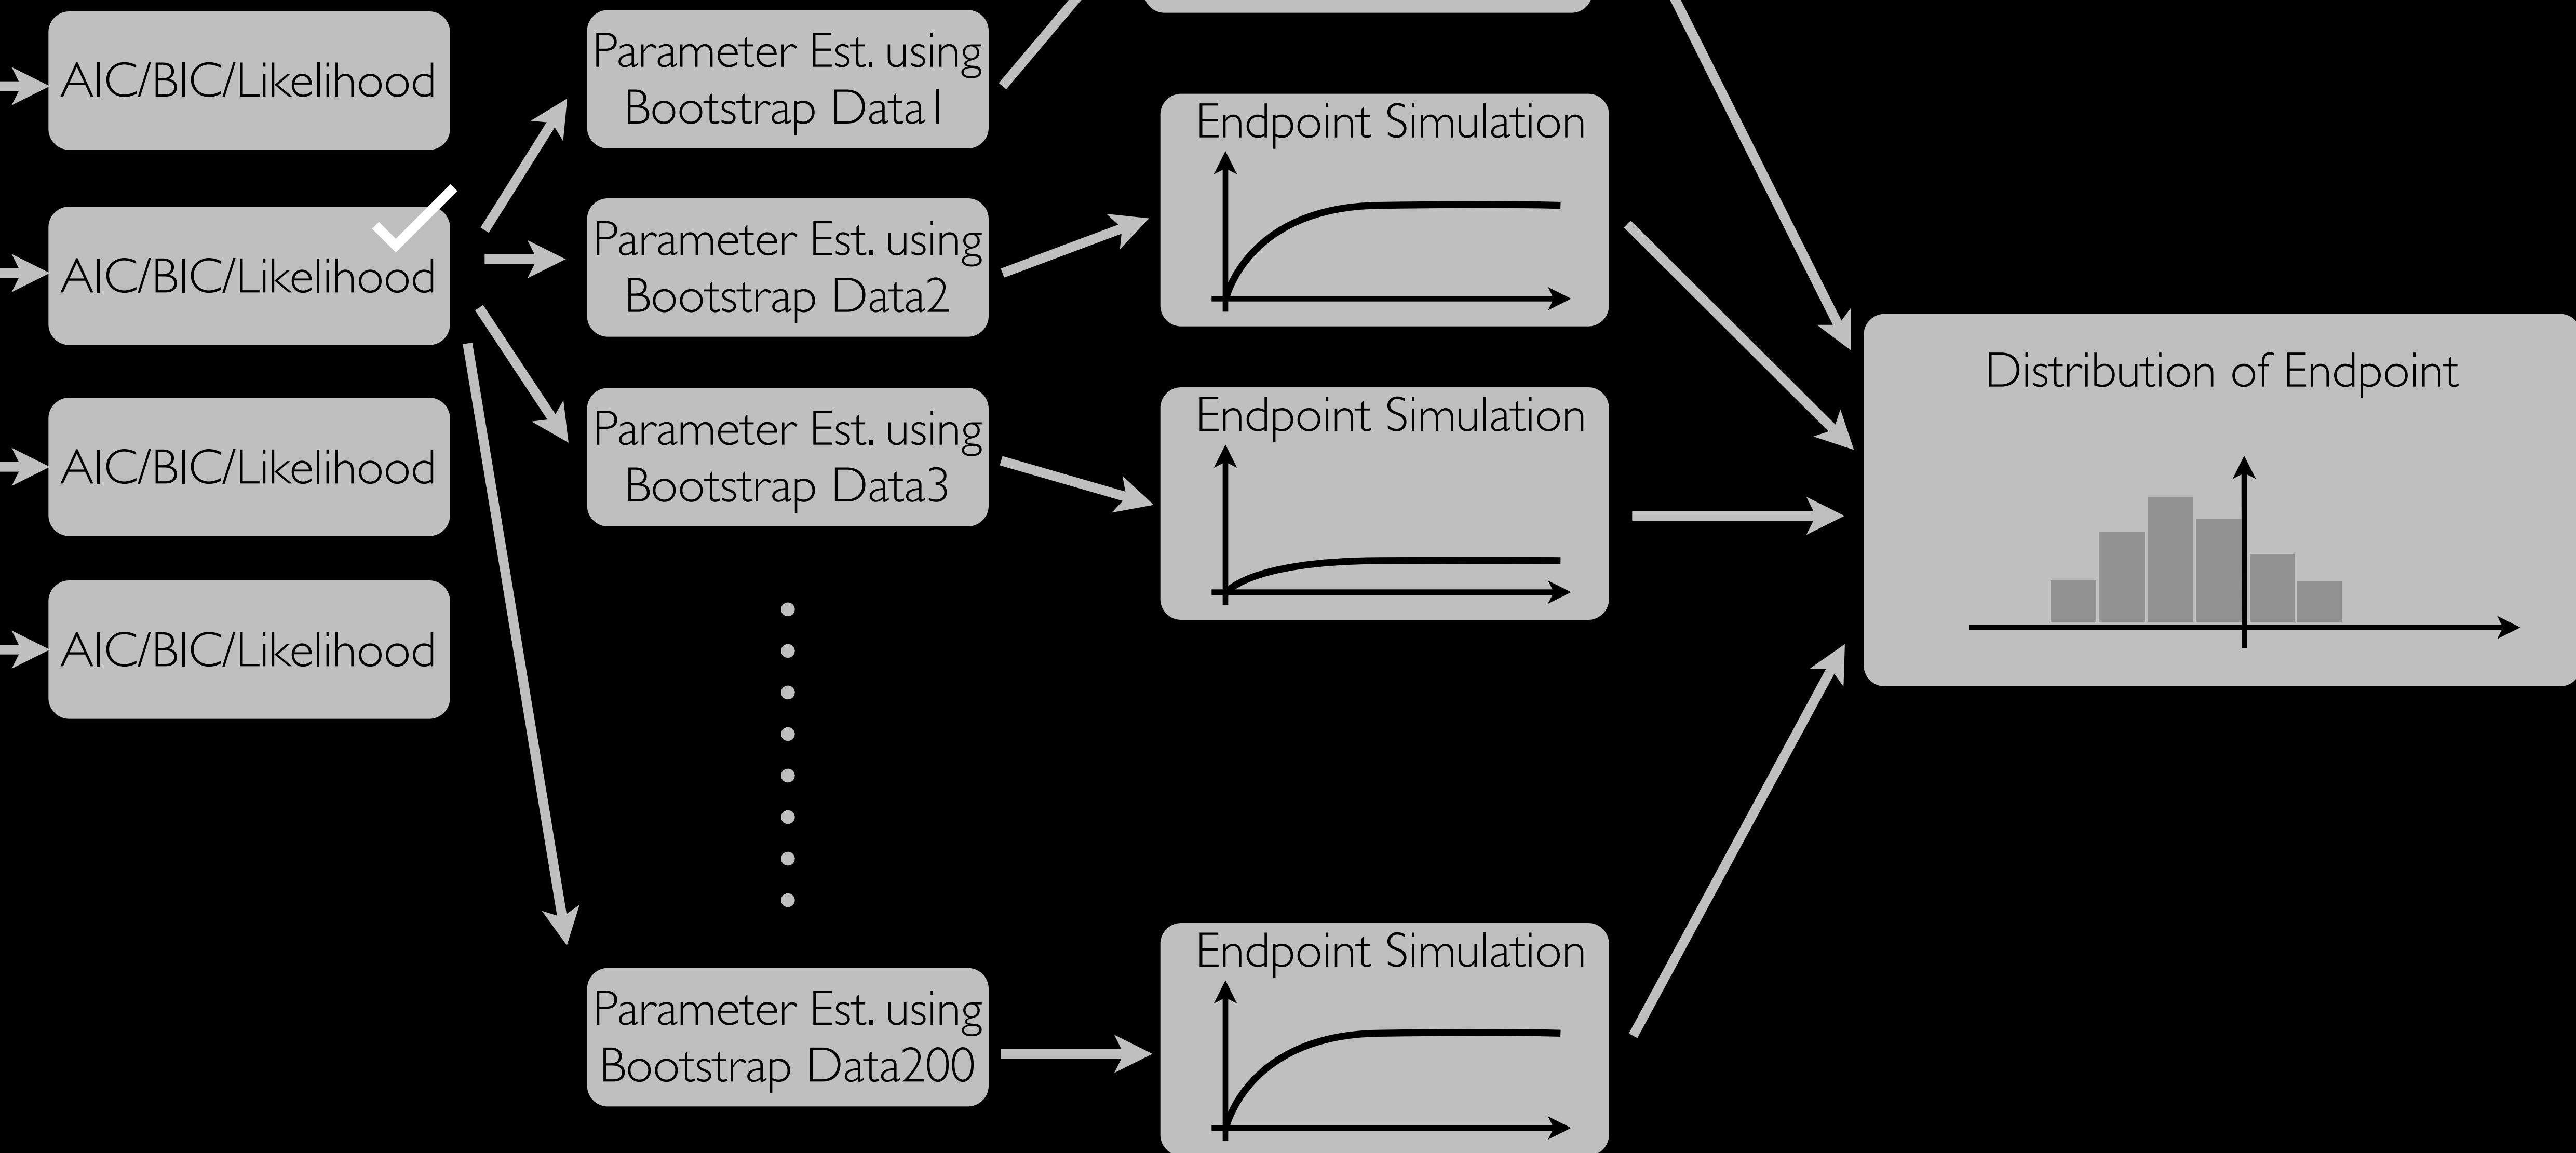 AIC/BIC/Likelihood
AIC/BIC/Likelihood
AIC/BIC/Likelihood
AIC/BIC/Likelihood
Parameter Est. using
Bootstrap Data1
Parameter Est. using
Bootstrap Data2
Parameter Est. using
Bootstrap Data3
Parameter Est. using
Bootstrap Data200
Endpoint Simulation
Endpoint Simulation
Endpoint Simulation
Distribution of Endpoint